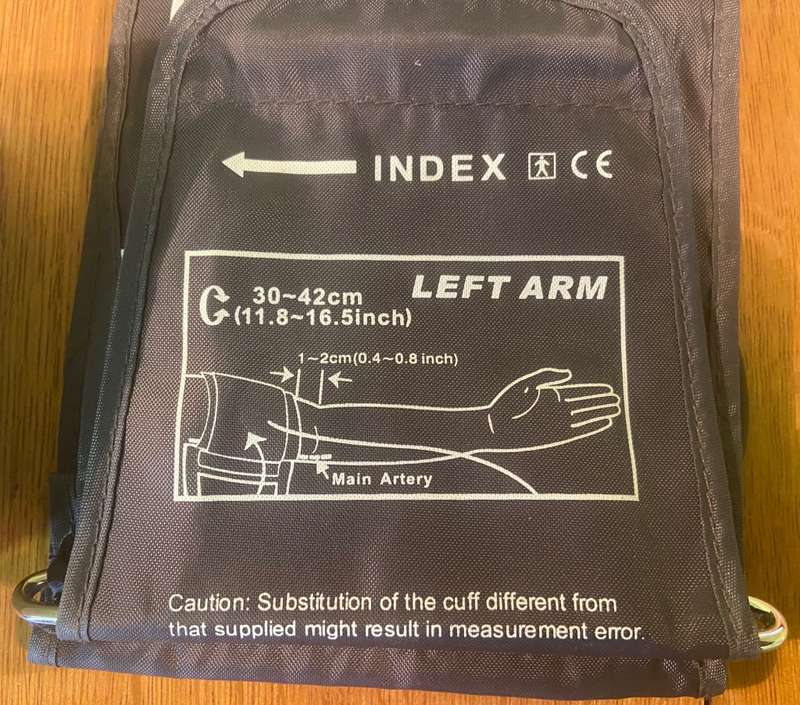 INDEX CE
LEFT ARM
30~42cm
(11.8~16.5inch)
1~2cm(0.4~0.8 inch)
Main Artery
Caution: Substitution of the cuff different from
that supplied might result in measurement error.